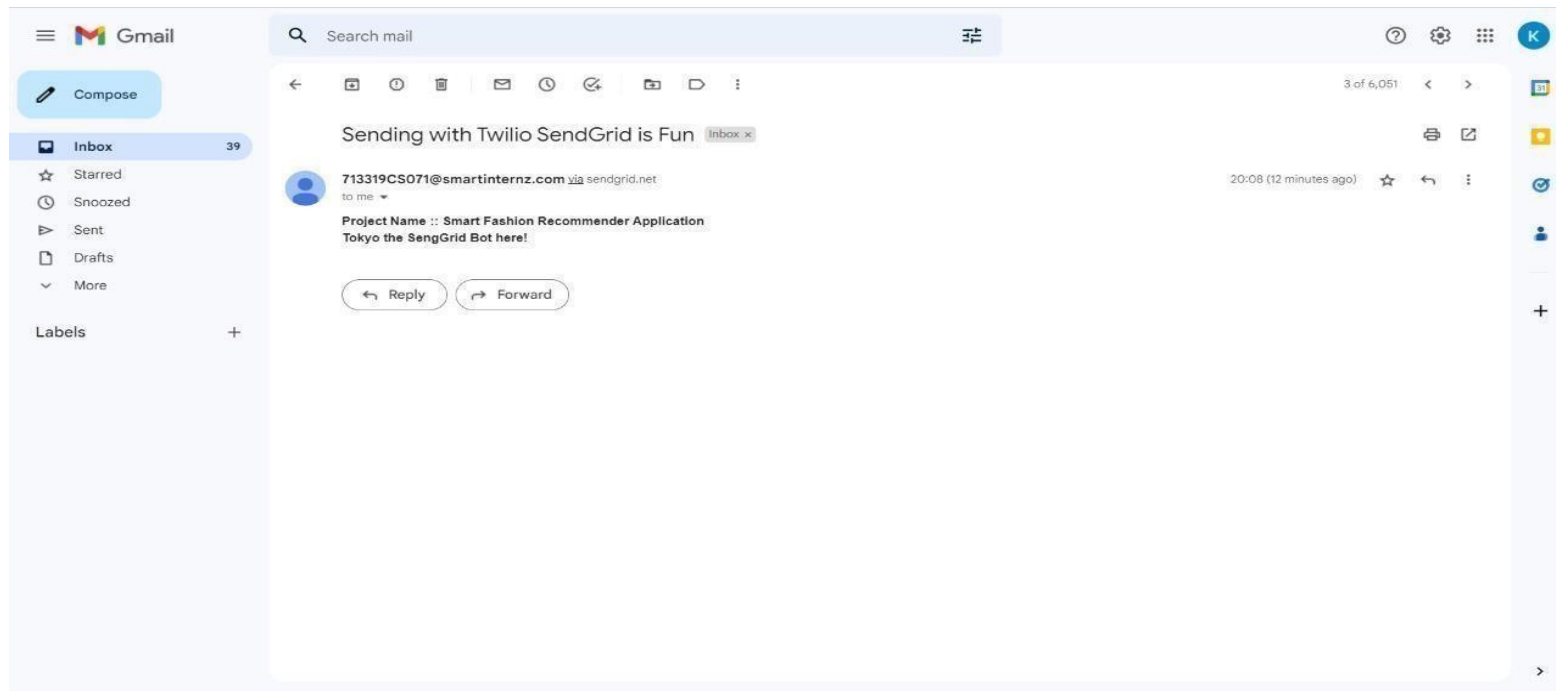 Gmail
Search mail
K
Compose
3 of 6,051
31
Sending with Twilio SendGrid is Fun Inbox x
Inbox 39
Starred
713319CS071@smartinternz.com via sendgrid.net 20:08 (12 minutes ago)
to me
Snoozed
Project Name :: Smart Fashion Recommender Application
Sent
Tokyo the SengGrid Bot here!
Drafts
More
Reply Forward
Labels